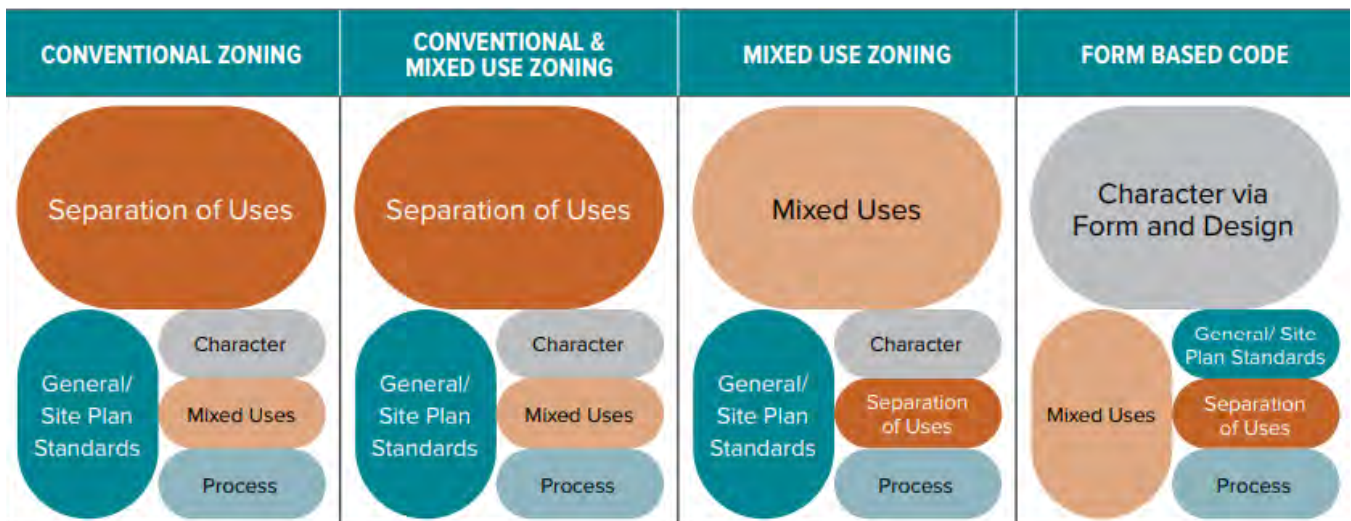 CONVENTIONAL ZONING
CONVENTIONAL &
MIXED USE ZONING
MIXED USE ZONING
FORM BASED CODE
Separation of Uses
General/
Site Plan
Standards
Character
Mixed Uses
Process
Separation of Uses
General/
Site Plan
Standards
Character
Mixed Uses
Process
Mixed Uses
General/
Site Plan
Standards
Character
Separation
of Uses
Process
Character via
Form and Design
Mixed Uses
General/ Site
Plan Standards
Separation
of Uses
Process